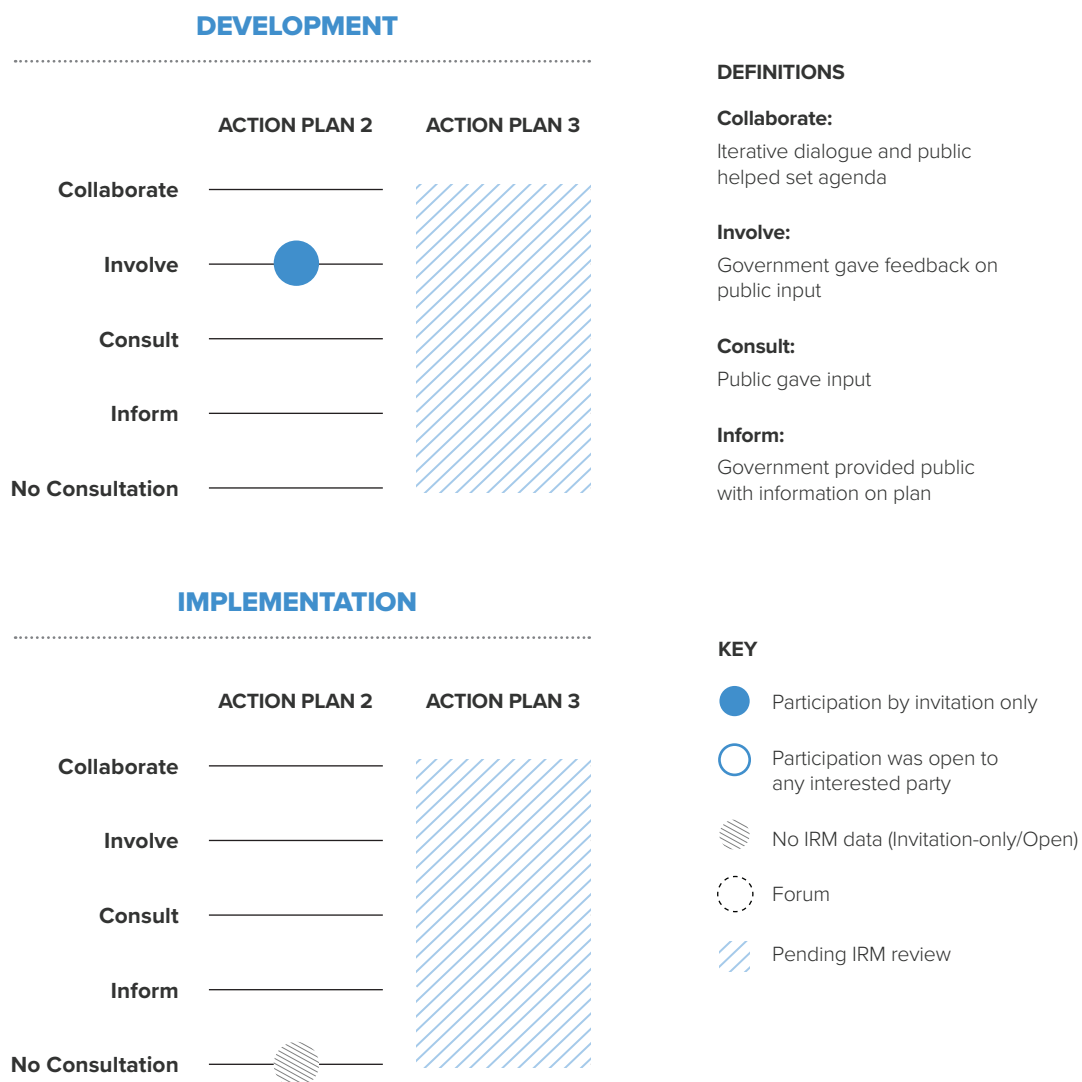 DEVELOPMENT
ACTION PLAN 2 ACTION PLAN 3
Collaborate
Involve
Consult
Inform
No Consultation
DEFINITIONS
Collaborate:
Iterative dialogue and public
helped set agenda
Involve:
Government gave feedback on
public input
Consult:
Public gave input
Inform:
Government provided public
with information on plan
IMPLEMENTATION
ACTION PLAN 2 ACTION PLAN 3
Collaborate
Involve
Consult
Inform
No Consultation
KEY
Participation by invitation only
Participation was open to
any interested party
No IRM data (Invitation-only/Open)
Forum
Pending IRM review